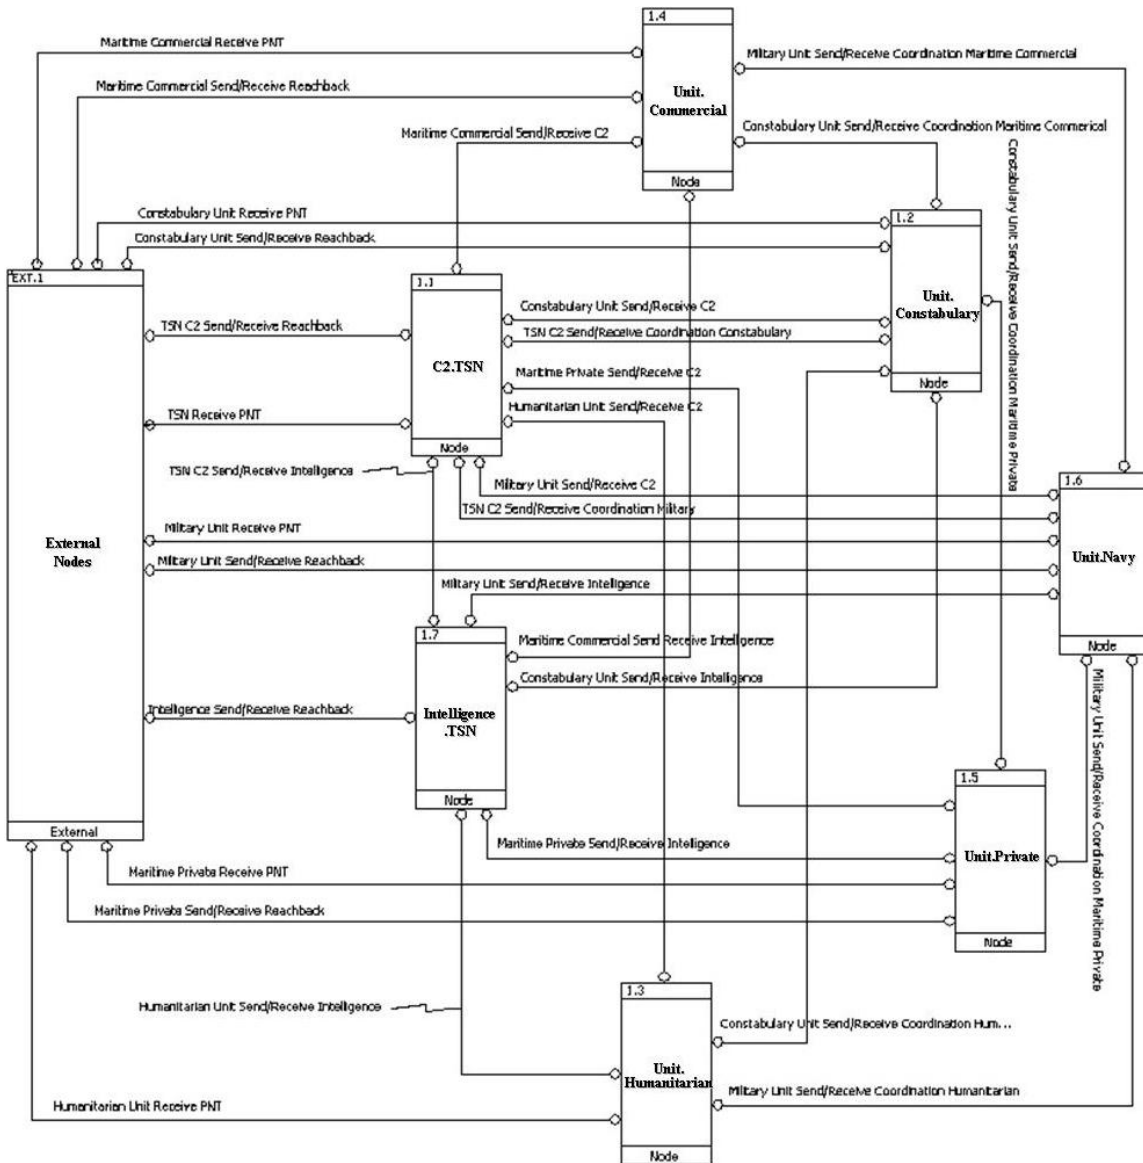 1.4
Maritime Commercial Receive PNT
Military Unit Send/Receive Coordination Maritime Commercial
Maritime Commercial Send/Receive Reachback
Unit.
Commercial
Constabulary Unit Send/Receive Coordination Maritime Commerical
Maritime Commercial Send/Receive C2
Node
Constabulary Unit Send/Receive Coordination Maritime Private
Constabulary Unit Receive PNT
1.2
Constabulary Unit Send/Receive Reachback
EXT.1
1.1
Unit.
Constabulary
Constabulary Unit Send/Receive C2
TSN C2 Send/Receive Reachback
TSN C2 Send/Receive Coordination Constabulary
C2.TSN
Maritime Private Send/Receive C2
Node
Humanitarian Unit Send/Receive C2
TSN Receive PNT
Node
TSN C2 Send/Receive Intelligence
Military Unit Send/Receive C2
1.6
TSN C2 Send/Receive Coordination Military
Military Unit Receive PNT
External
Nodes
Unit.Navy
Military Unit Send/Receive Reachback
Military Unit Send/Receive Intelligence
1.7
Maritime Commercial Send Receive Intelligence
Node
Constabulary Unit Send/Receive Intelligence
Military Unit Send/Receive Coordination Maritime Private
Intelligence Send/Receive Reachback
Intelligence
.TSN
1.5
Node
External
Maritime Private Send/Receive Intelligence
Unit.Private
Maritime Private Receive PNT
Maritime Private Send/Receive Reachback
Node
1.3
Humanitarian Unit Send/Receive Intelligence
Constabulary Unit Send/Receive Coordination Hum...
Unit.
Humanitarian
Military Unit Send/Receive Coordination Humanitarian
Humanitarian Unit Receive PNT
Node